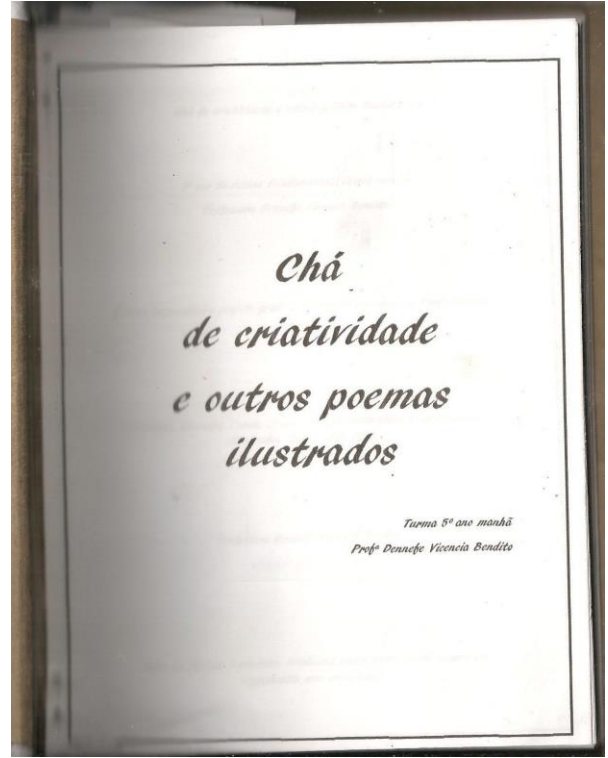 Chá
de criatividade
e outros poemas
ilustrados
Turma 5º ano manhã
Profª Dennefe Vicencia Bendito